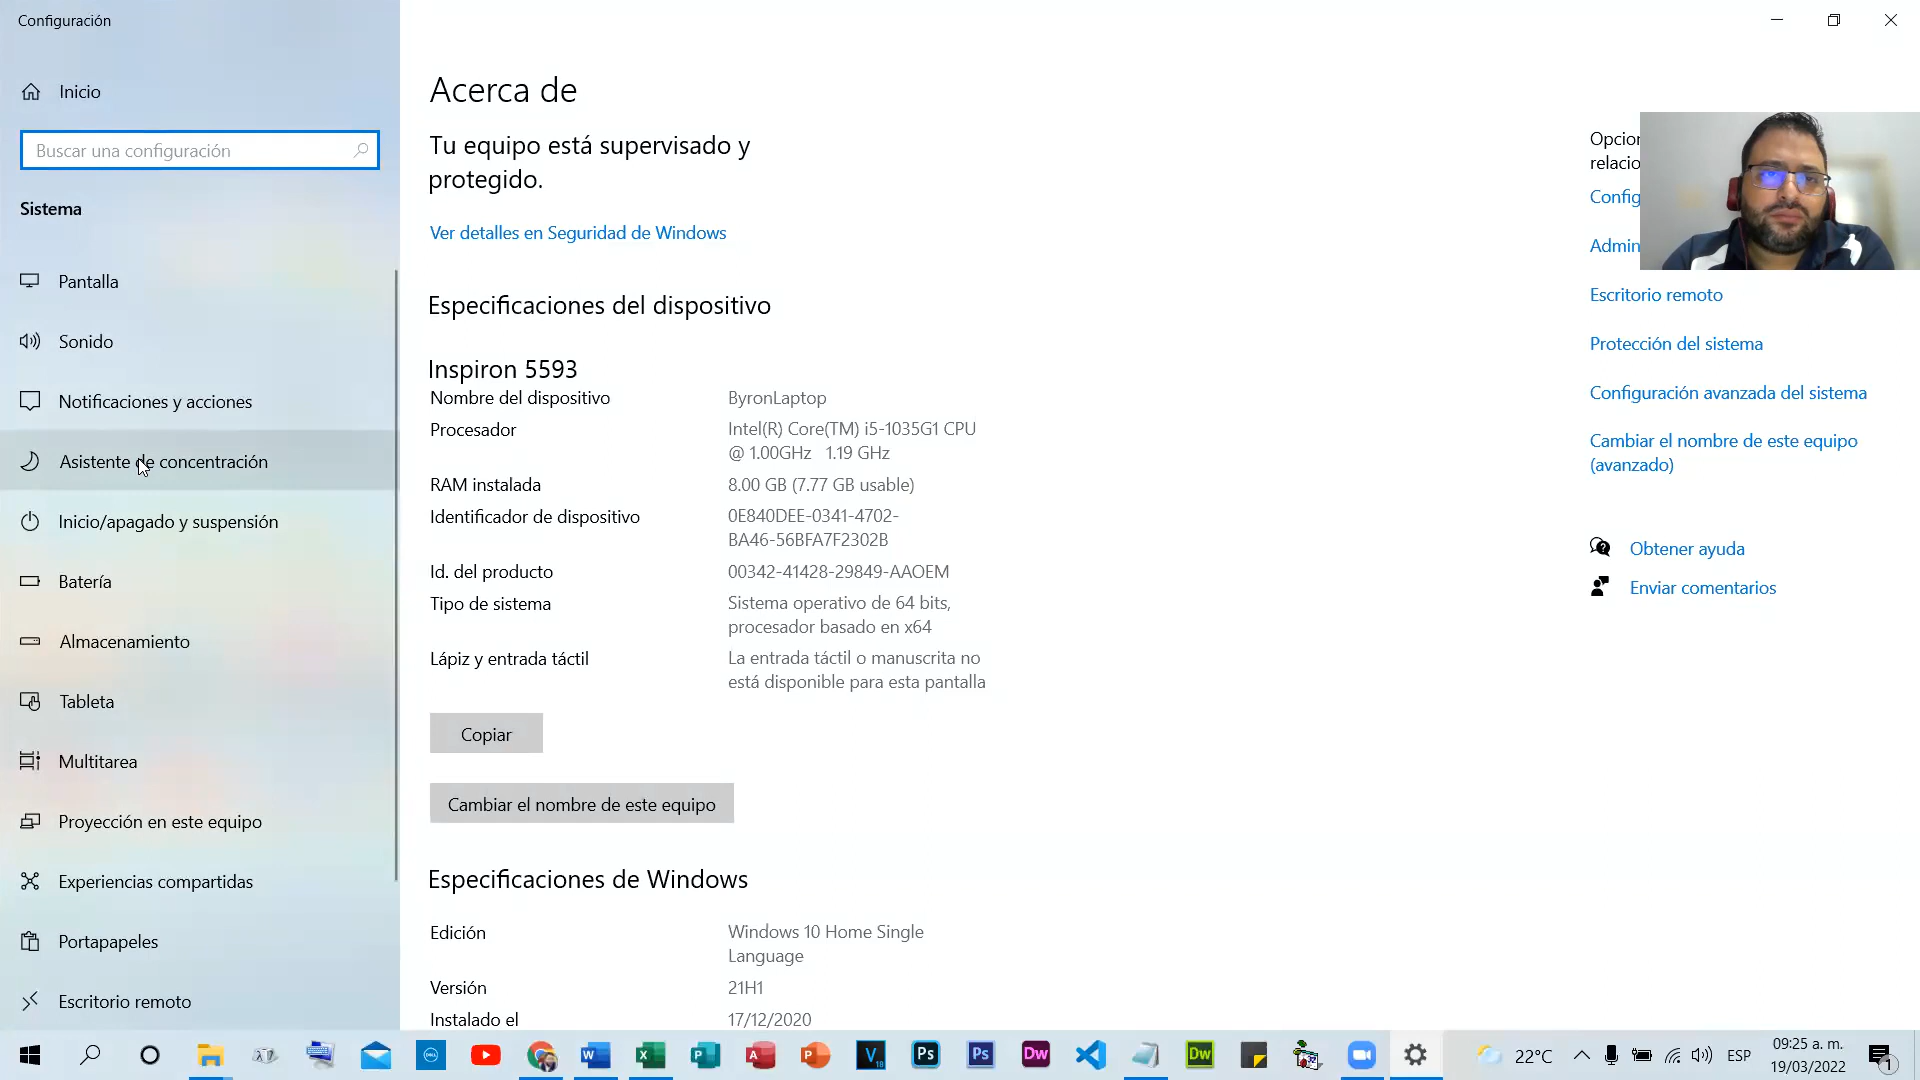 Configuración
Inicio
Buscar una configuración
Sistema
Pantalla
Sonido
Notificaciones y acciones
Asistente de concentración
Inicio/apagado y suspensión
Batería
Almacenamiento
Tableta
Multitarea
Proyección en este equipo
Experiencias compartidas
Portapapeles
Escritorio remoto
Acerca de
Tu equipo está supervisado y
protegido.
Ver detalles en Seguridad de Windows
Especificaciones del dispositivo
Inspiron 5593
Nombre del dispositivo ByronLaptop
Procesador Intel(R) Core(TM) i5-1035G1 CPU
@ 1.00GHz 1.19 GHz
RAM instalada 8.00 GB (7.77 GB usable)
Identificador de dispositivo 0E840DEE-0341-4702-
BA46-56BFA7F2302B
Id. del producto 00342-41428-29849-AAOEM
Tipo de sistema Sistema operativo de 64 bits,
procesador basado en x64
Lápiz y entrada táctil La entrada táctil o manuscrita no
está disponible para esta pantalla
Copiar
Cambiar el nombre de este equipo
Especificaciones de Windows
Edición Windows 10 Home Single
Language
Versión 21H1
Instalado el 17/12/2020
Escritorio remoto
Protección del sistema
Configuración avanzada del sistema
Cambiar el nombre de este equipo
(avanzado)
Obtener ayuda
Enviar comentarios
22°C
ESP
09:25 a. m.
19/03/2022
1